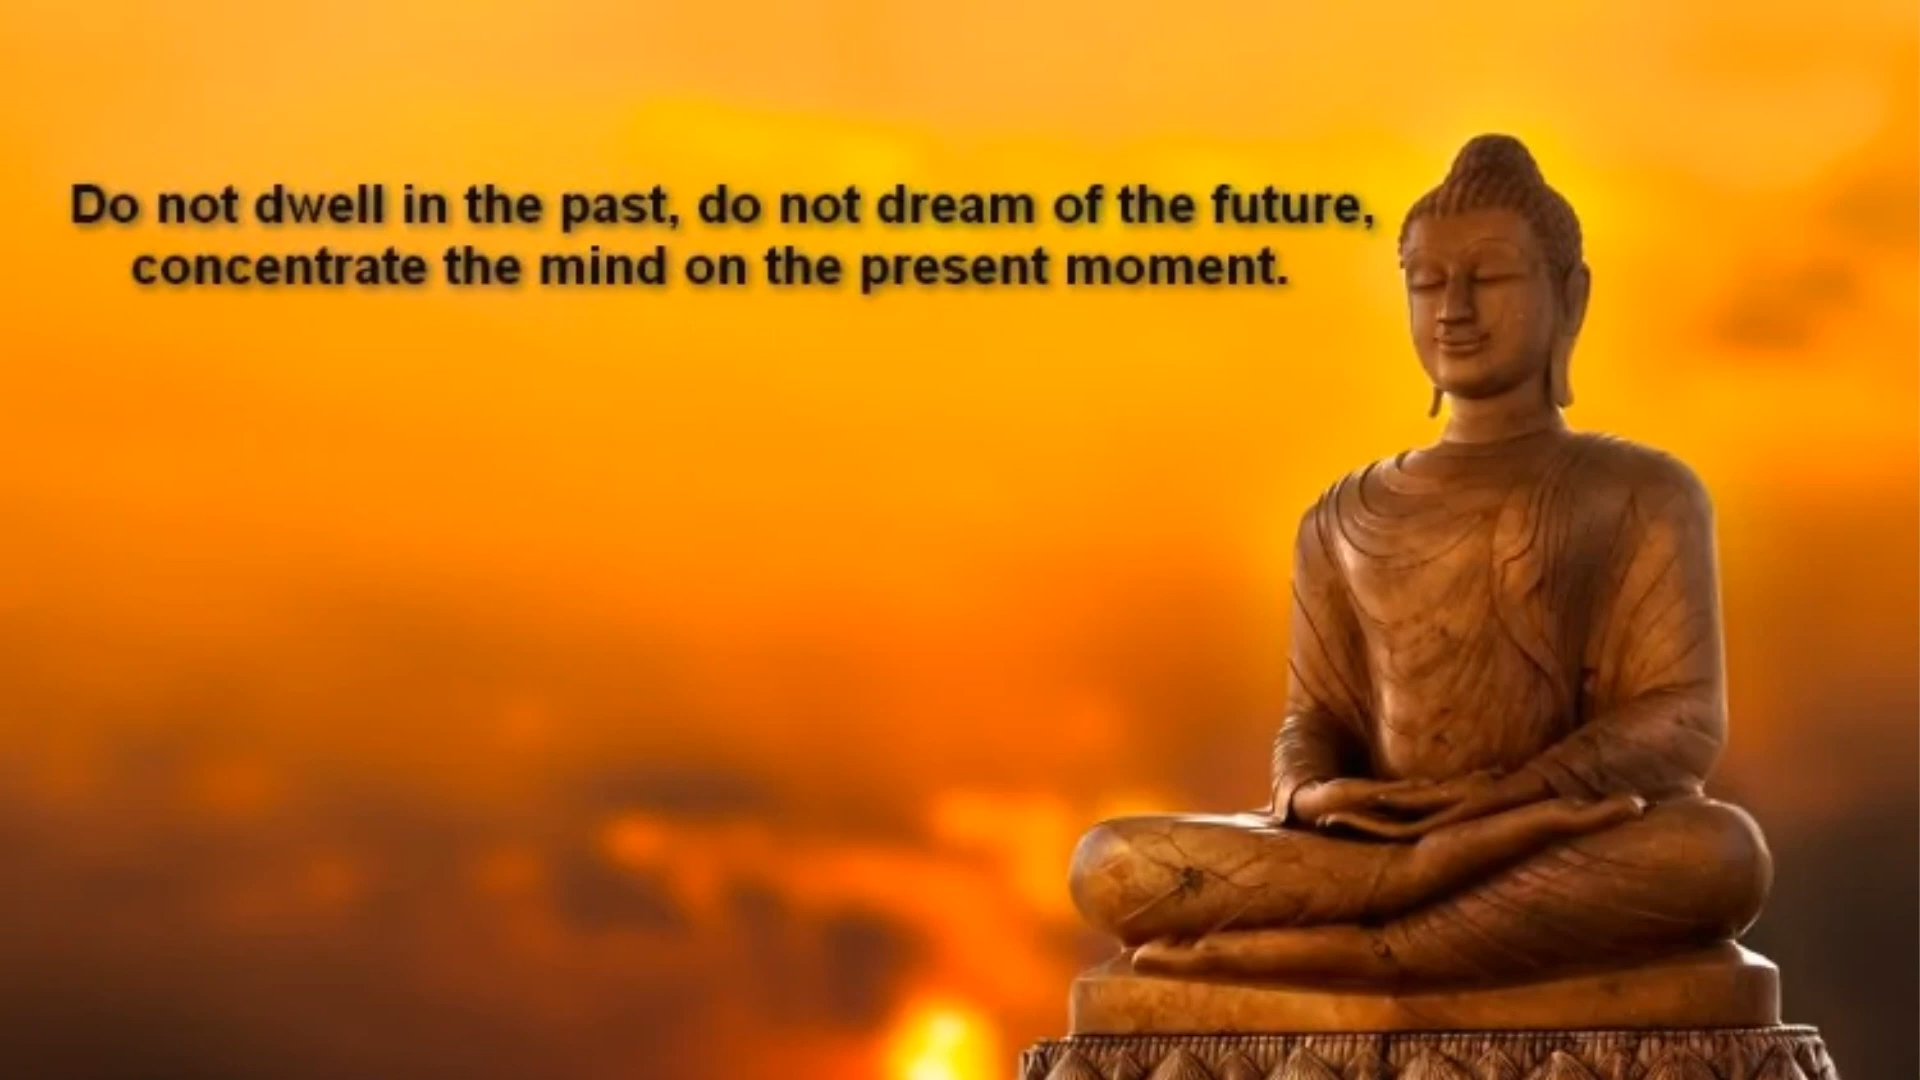 Do not dwell in the past, do not dream of the future,
concentrate the mind on the present moment.